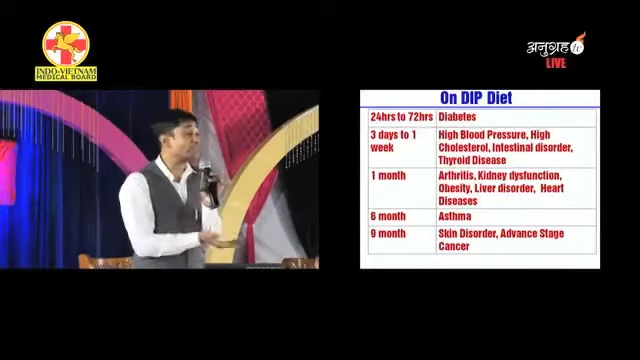 INDO-VIETNAM
MEDICAL BOARD
अनुग्रह tv
LIVE
On DIP Diet
24hrs to 72hrs Diabetes
3 days to 1 week
High Blood Pressure, High
Cholesterol, Intestinal disorder,
Thyroid Disease
1 month
Arthritis, Kidney dysfunction,
Obesity, Liver disorder, Heart
Diseases
6 month Asthma
9 month
Skin Disorder, Advance Stage
Cancer